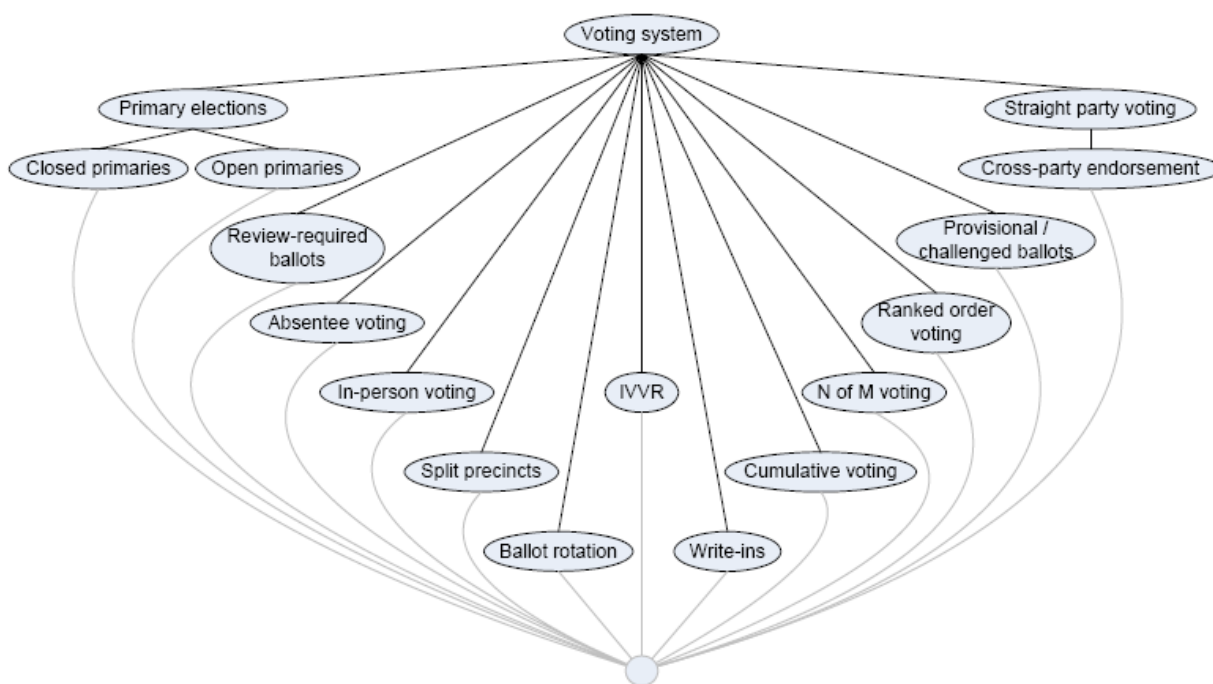 Voting system
Primary elections
Straight party voting
Closed primaries
Open primaries
Cross-party endorsement
Review-required
ballots
Provisional /
challenged ballots
Absentee voting
Ranked order
voting
In-person voting
IVVR
N of M voting
Split precincts
Cumulative voting
Ballot rotation
Write-ins